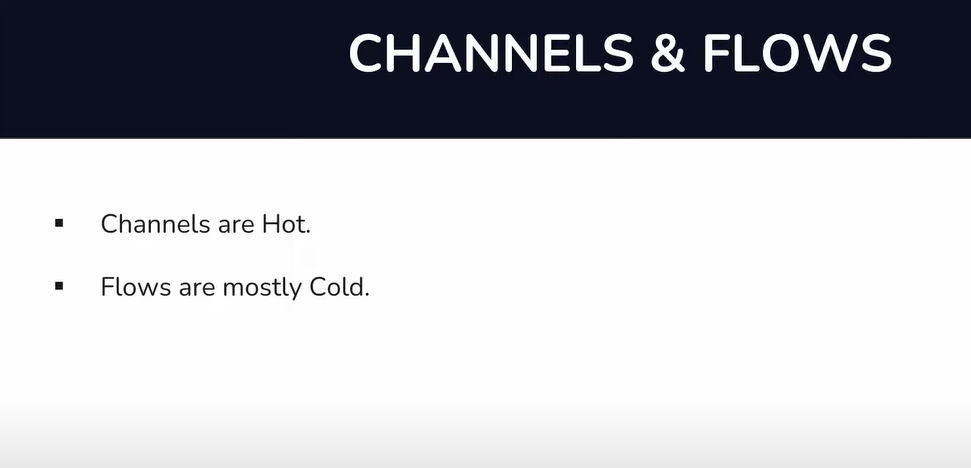 CHANNELS & FLOWS
▪ Channels are Hot.
▪ Flows are mostly Cold.